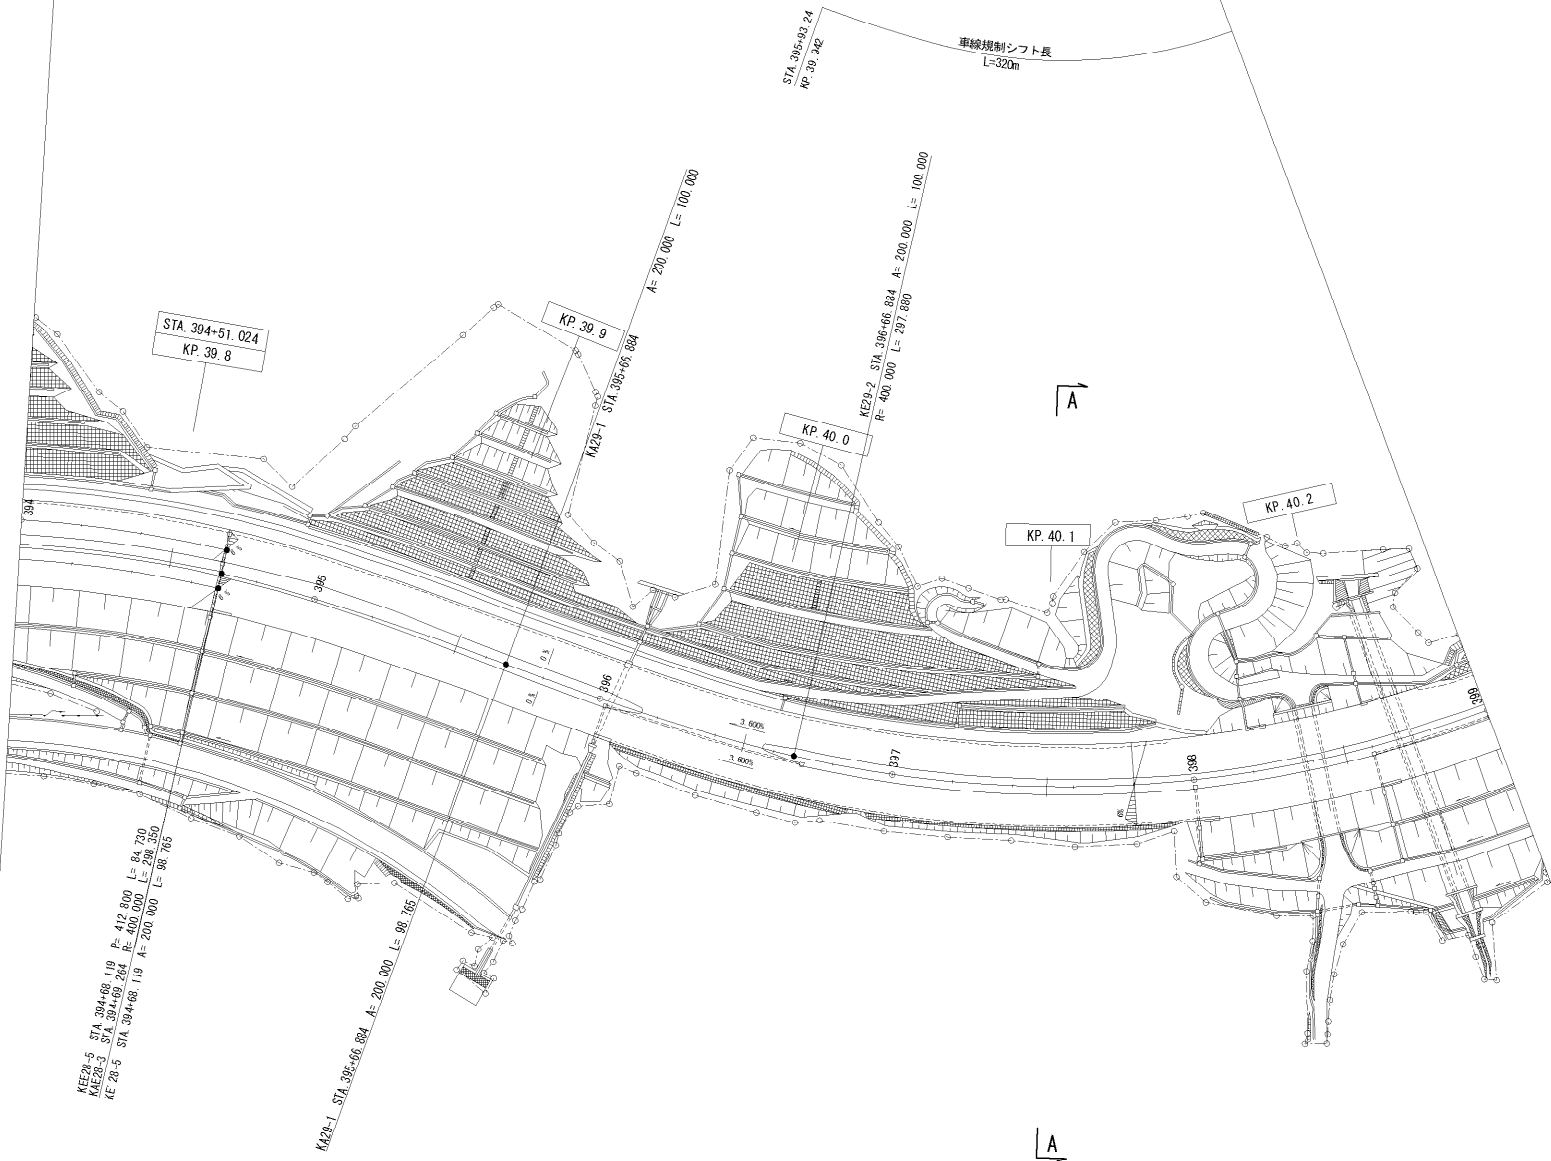 STA. 395+93.24
KP. 39.942
車線規制シフト長
L=320m
A= 200.000 L= 100.000
KA29-1 STA.395+66.884
KE29-2 STA.396+66.884 A= 200.000 L= 100.000
R= 400.000 L= 297.880
STA. 394+51.024
KP. 39.8
KP. 39.9
KP. 40.0
KP. 40.1
KP. 40.2
A
394
395
396
397
398
399
3.600%
3.600%
KEE28-5 STA.394+68.119 R= 412.800 L= 84.730
KAE28-3 STA.394+69.264 R= 400.000 L= 298.350
STA.394+68.119 A= 200.000 L= 98.765
KA29-1 STA.395+66.884 A= 200.000 L= 98.765
A